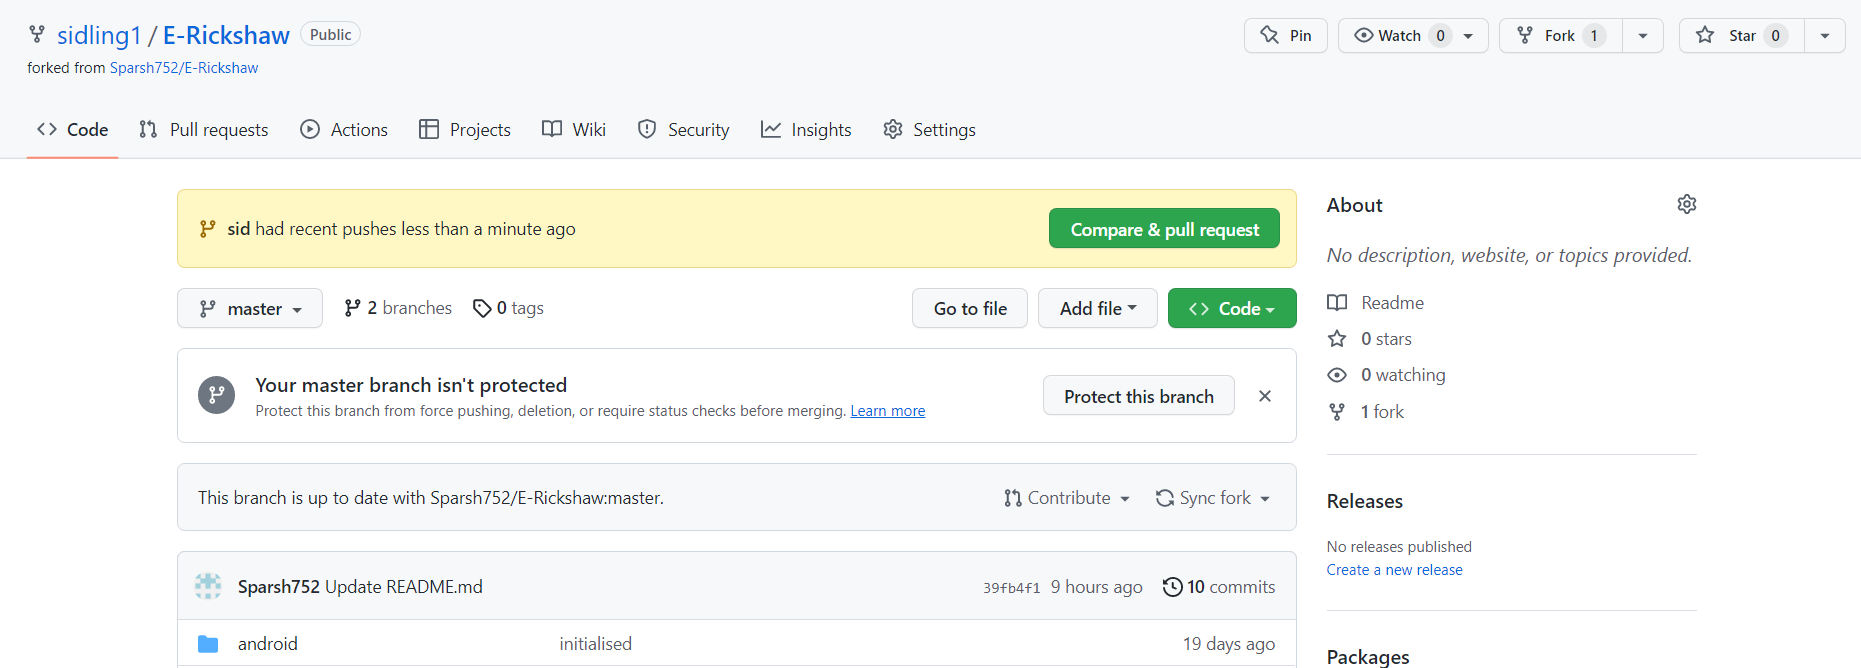 sidling1 / E-Rickshaw Public
Pin
Watch 0
Fork 1
Star 0
forked from Sparsh752/E-Rickshaw
Code
Pull requests
Actions
Projects
Wiki
Security
Insights
Settings
sid had recent pushes less than a minute ago
Compare & pull request
master
2 branches
0 tags
Go to file
Add file
Code
Your master branch isn't protected
Protect this branch from force pushing, deletion, or require status checks before merging. Learn more
Protect this branch
This branch is up to date with Sparsh752/E-Rickshaw:master.
Contribute
Sync fork
Sparsh752 Update README.md
39fb4f1 9 hours ago
10 commits
android
initialised
19 days ago
About
No description, website, or topics provided.
Readme
0 stars
0 watching
1 fork
Releases
No releases published
Create a new release
Packages